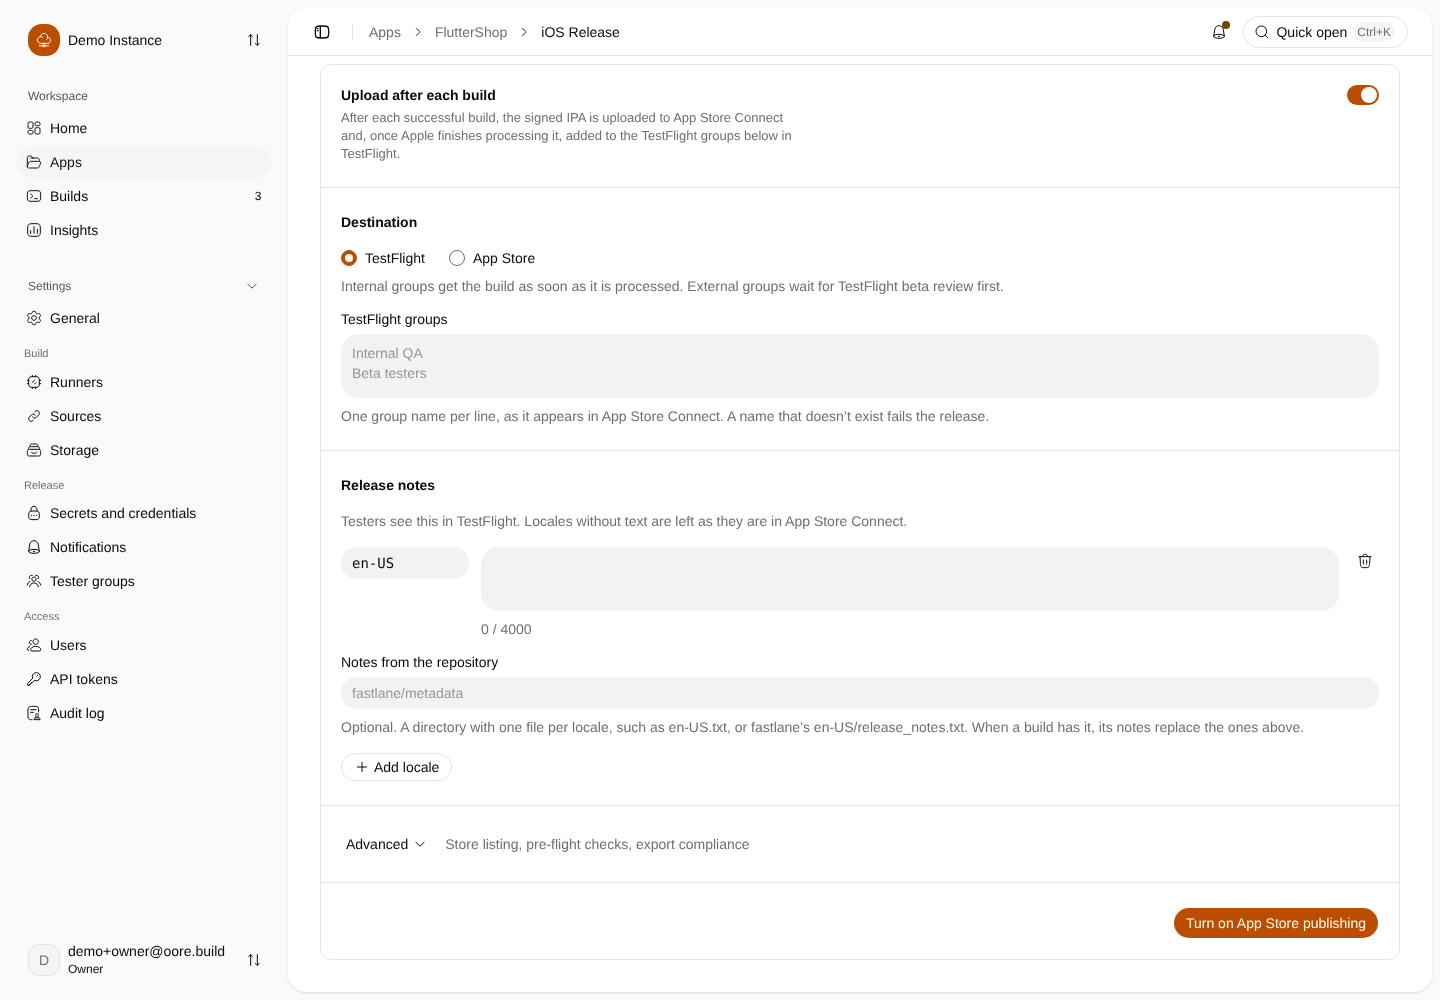 Demo Instance
Workspace
Home
Apps
Builds
3
Insights
Settings
General
Build
Runners
Sources
Storage
Release
Secrets and credentials
Notifications
Tester groups
Access
Users
API tokens
Audit log
D
demo+owner@oore.build
Owner
Apps
FlutterShop
iOS Release
Quick open
Ctrl+K
Upload after each build
After each successful build, the signed IPA is uploaded to App Store Connect
and, once Apple finishes processing it, added to the TestFlight groups below in
TestFlight.
Destination
TestFlight
App Store
Internal groups get the build as soon as it is processed. External groups wait for TestFlight beta review first.
TestFlight groups
Internal QA
Beta testers
One group name per line, as it appears in App Store Connect. A name that doesn’t exist fails the release.
Release notes
Testers see this in TestFlight. Locales without text are left as they are in App Store Connect.
en-US
0 / 4000
Notes from the repository
fastlane/metadata
Optional. A directory with one file per locale, such as en-US.txt, or fastlane’s en-US/release_notes.txt. When a build has it, its notes replace the ones above.
Add locale
Advanced
Store listing, pre-flight checks, export compliance
Turn on App Store publishing